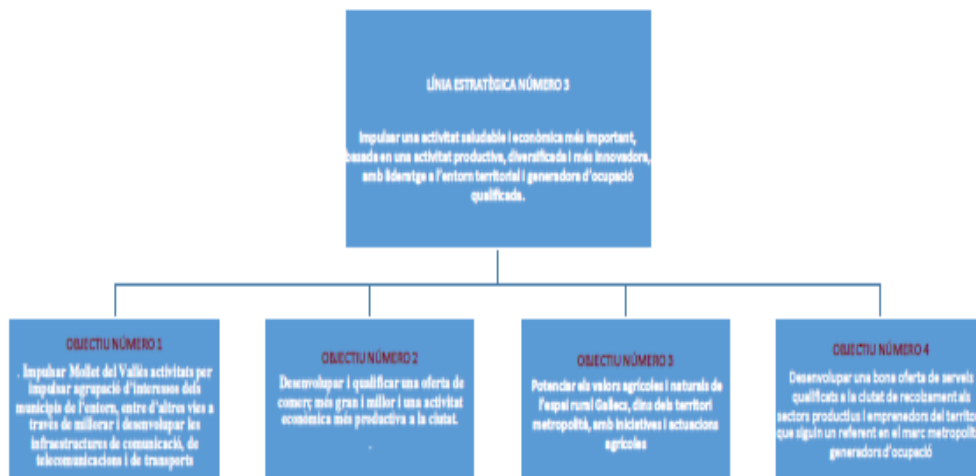 LÍNIA ESTRATÈGICA NÚMERO 3
Impulsar una activitat saludable i econòmica més important,
basada en una activitat productiva, diversificada i més innovadora,
amb lideratge a l'entorn territorial i generadora d'ocupació
qualificada.
OBJECTIU NÚMERO 1
. Impulsar Mollet del Vallès activitats per
impulsar agrupació d'interessos dels
municipis de l'entorn, entre d'altres vies a
través de millorar i desenvolupar les
infraestructures de comunicació, de
telecomunicacions i de transports
OBJECTIU NÚMERO 2
Desenvolupar i qualificar una oferta de
comerç més gran i millor i una activitat
econòmica més productiva a la ciutat.
.
OBJECTIU NÚMERO 3
Potenciar els valors agrícoles i naturals de
l'espai rural Gallecs, dins dels territori
metropolità, amb iniciatives i actuacions
agrícoles
OBJECTIU NÚMERO 4
Desenvolupar una bona oferta de serveis
qualificats a la ciutat de recobament als
sectors productius i emprenedors del territor
que siguin un referent en el marc metropolit
generadors d'ocupació